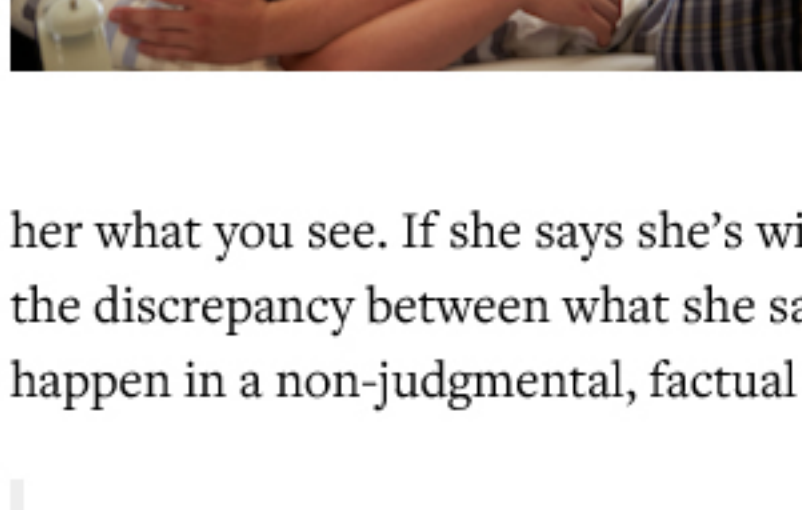 her what you see. If she says she’s
the discrepancy between what she
happen in a non-judgmental, factual